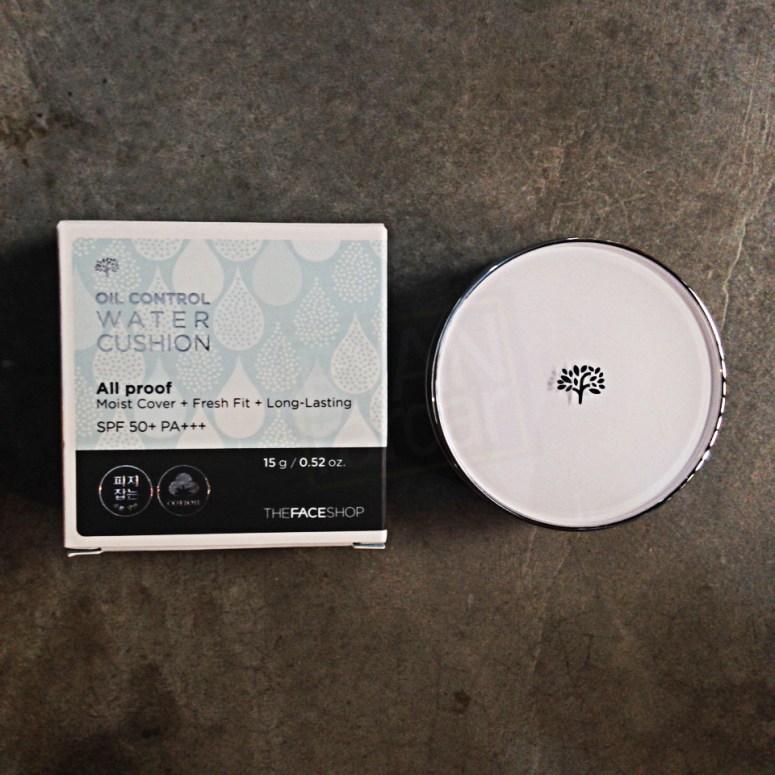 OIL CONTROL
WATER
CUSHION
All proof
Moist Cover + Fresh Fit + Long-Lasting
SPF 50+ PA+++
15 g / 0.52 oz.
피지
잡는
THEFACESHOP